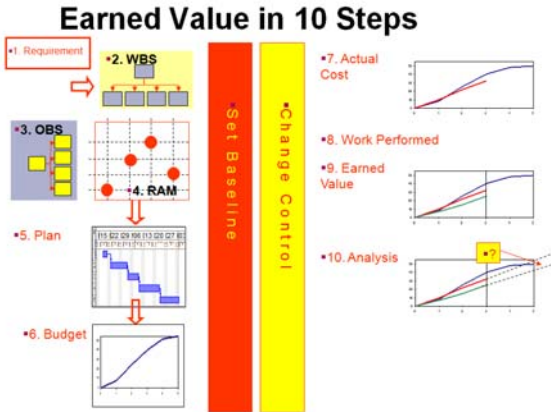 Earned Value in 10 Steps
1. Requirement
2. WBS
3. OBS
4. RAM
5. Plan
6. Budget
Set Baseline
Change Control
7. Actual
Cost
8. Work Performed
9. Earned
Value
10. Analysis
?